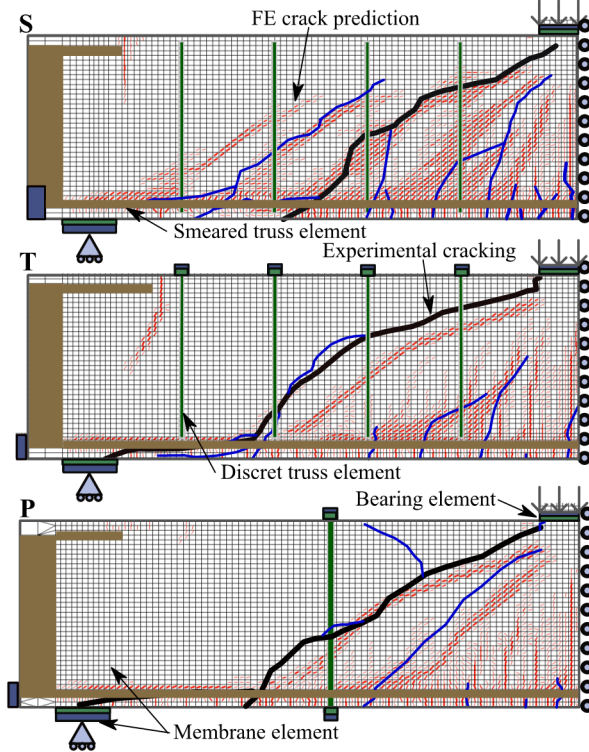 S
FE crack prediction
Smeared truss element
T
Experimental cracking
Discret truss element
P
Bearing element
Membrane element